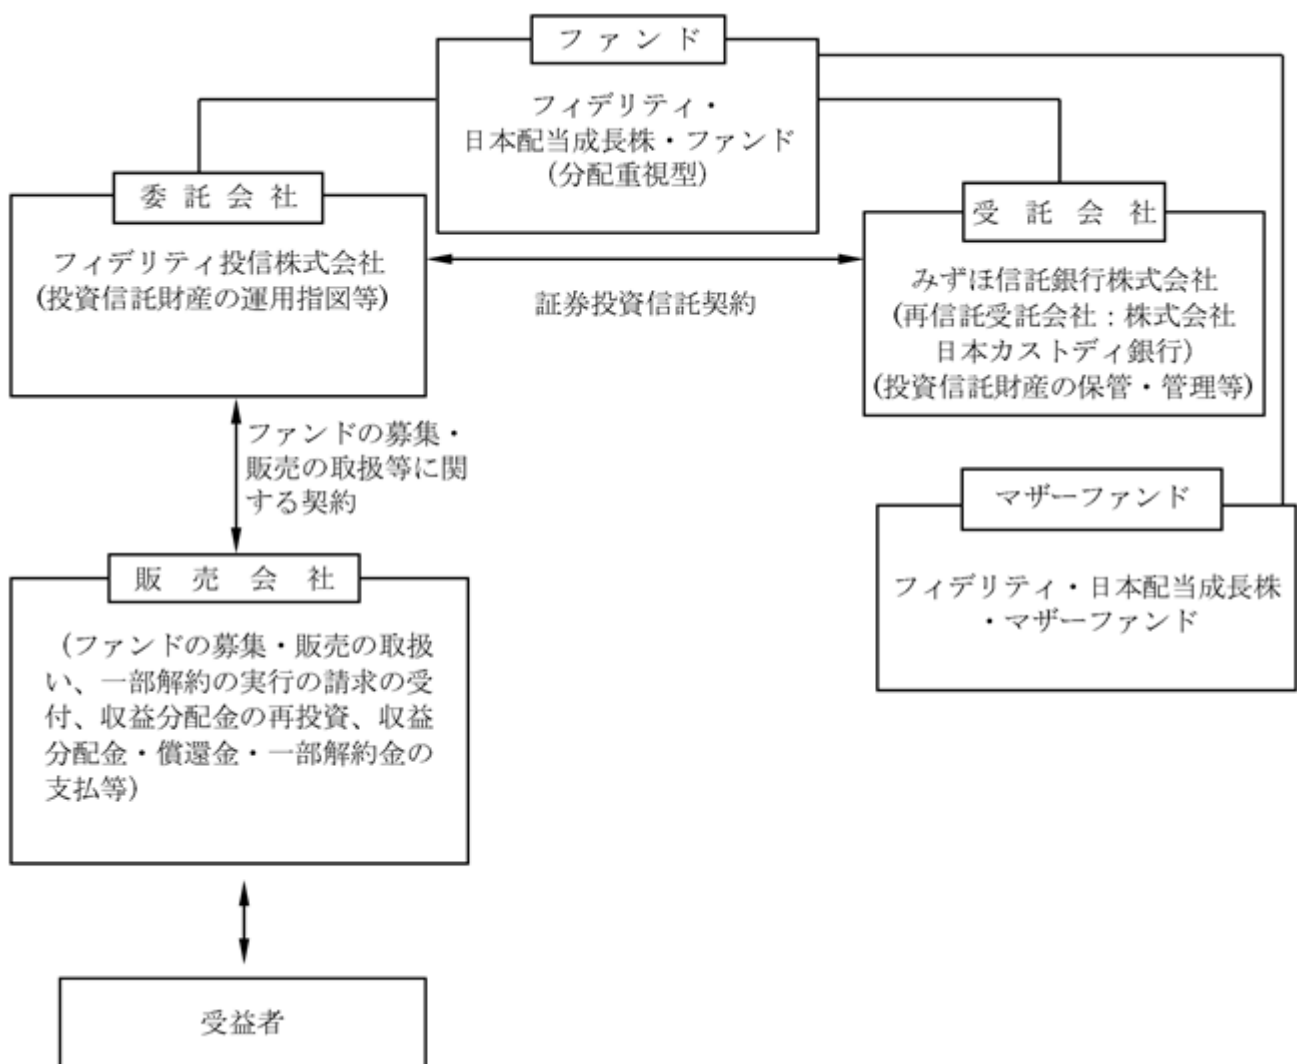 ファンド
フィデリティ・
日本配当成長株・ファンド
(分配重視型)
委託会社
フィデリティ投信株式会社
(投資信託財産の運用指図等)
証券投資信託契約
受託会社
みずほ信託銀行株式会社
(再信託受託会社：株式会社
日本カストディ銀行)
(投資信託財産の保管・管理等)
ファンドの募集・
販売の取扱等に関
する契約
マザーファンド
フィデリティ・日本配当成長株
・マザーファンド
販売会社
(ファンドの募集・販売の取扱
い、一部解約の実行の請求の受
付、収益分配金の再投資、収益
分配金・償還金・一部解約金の
支払等)
受益者